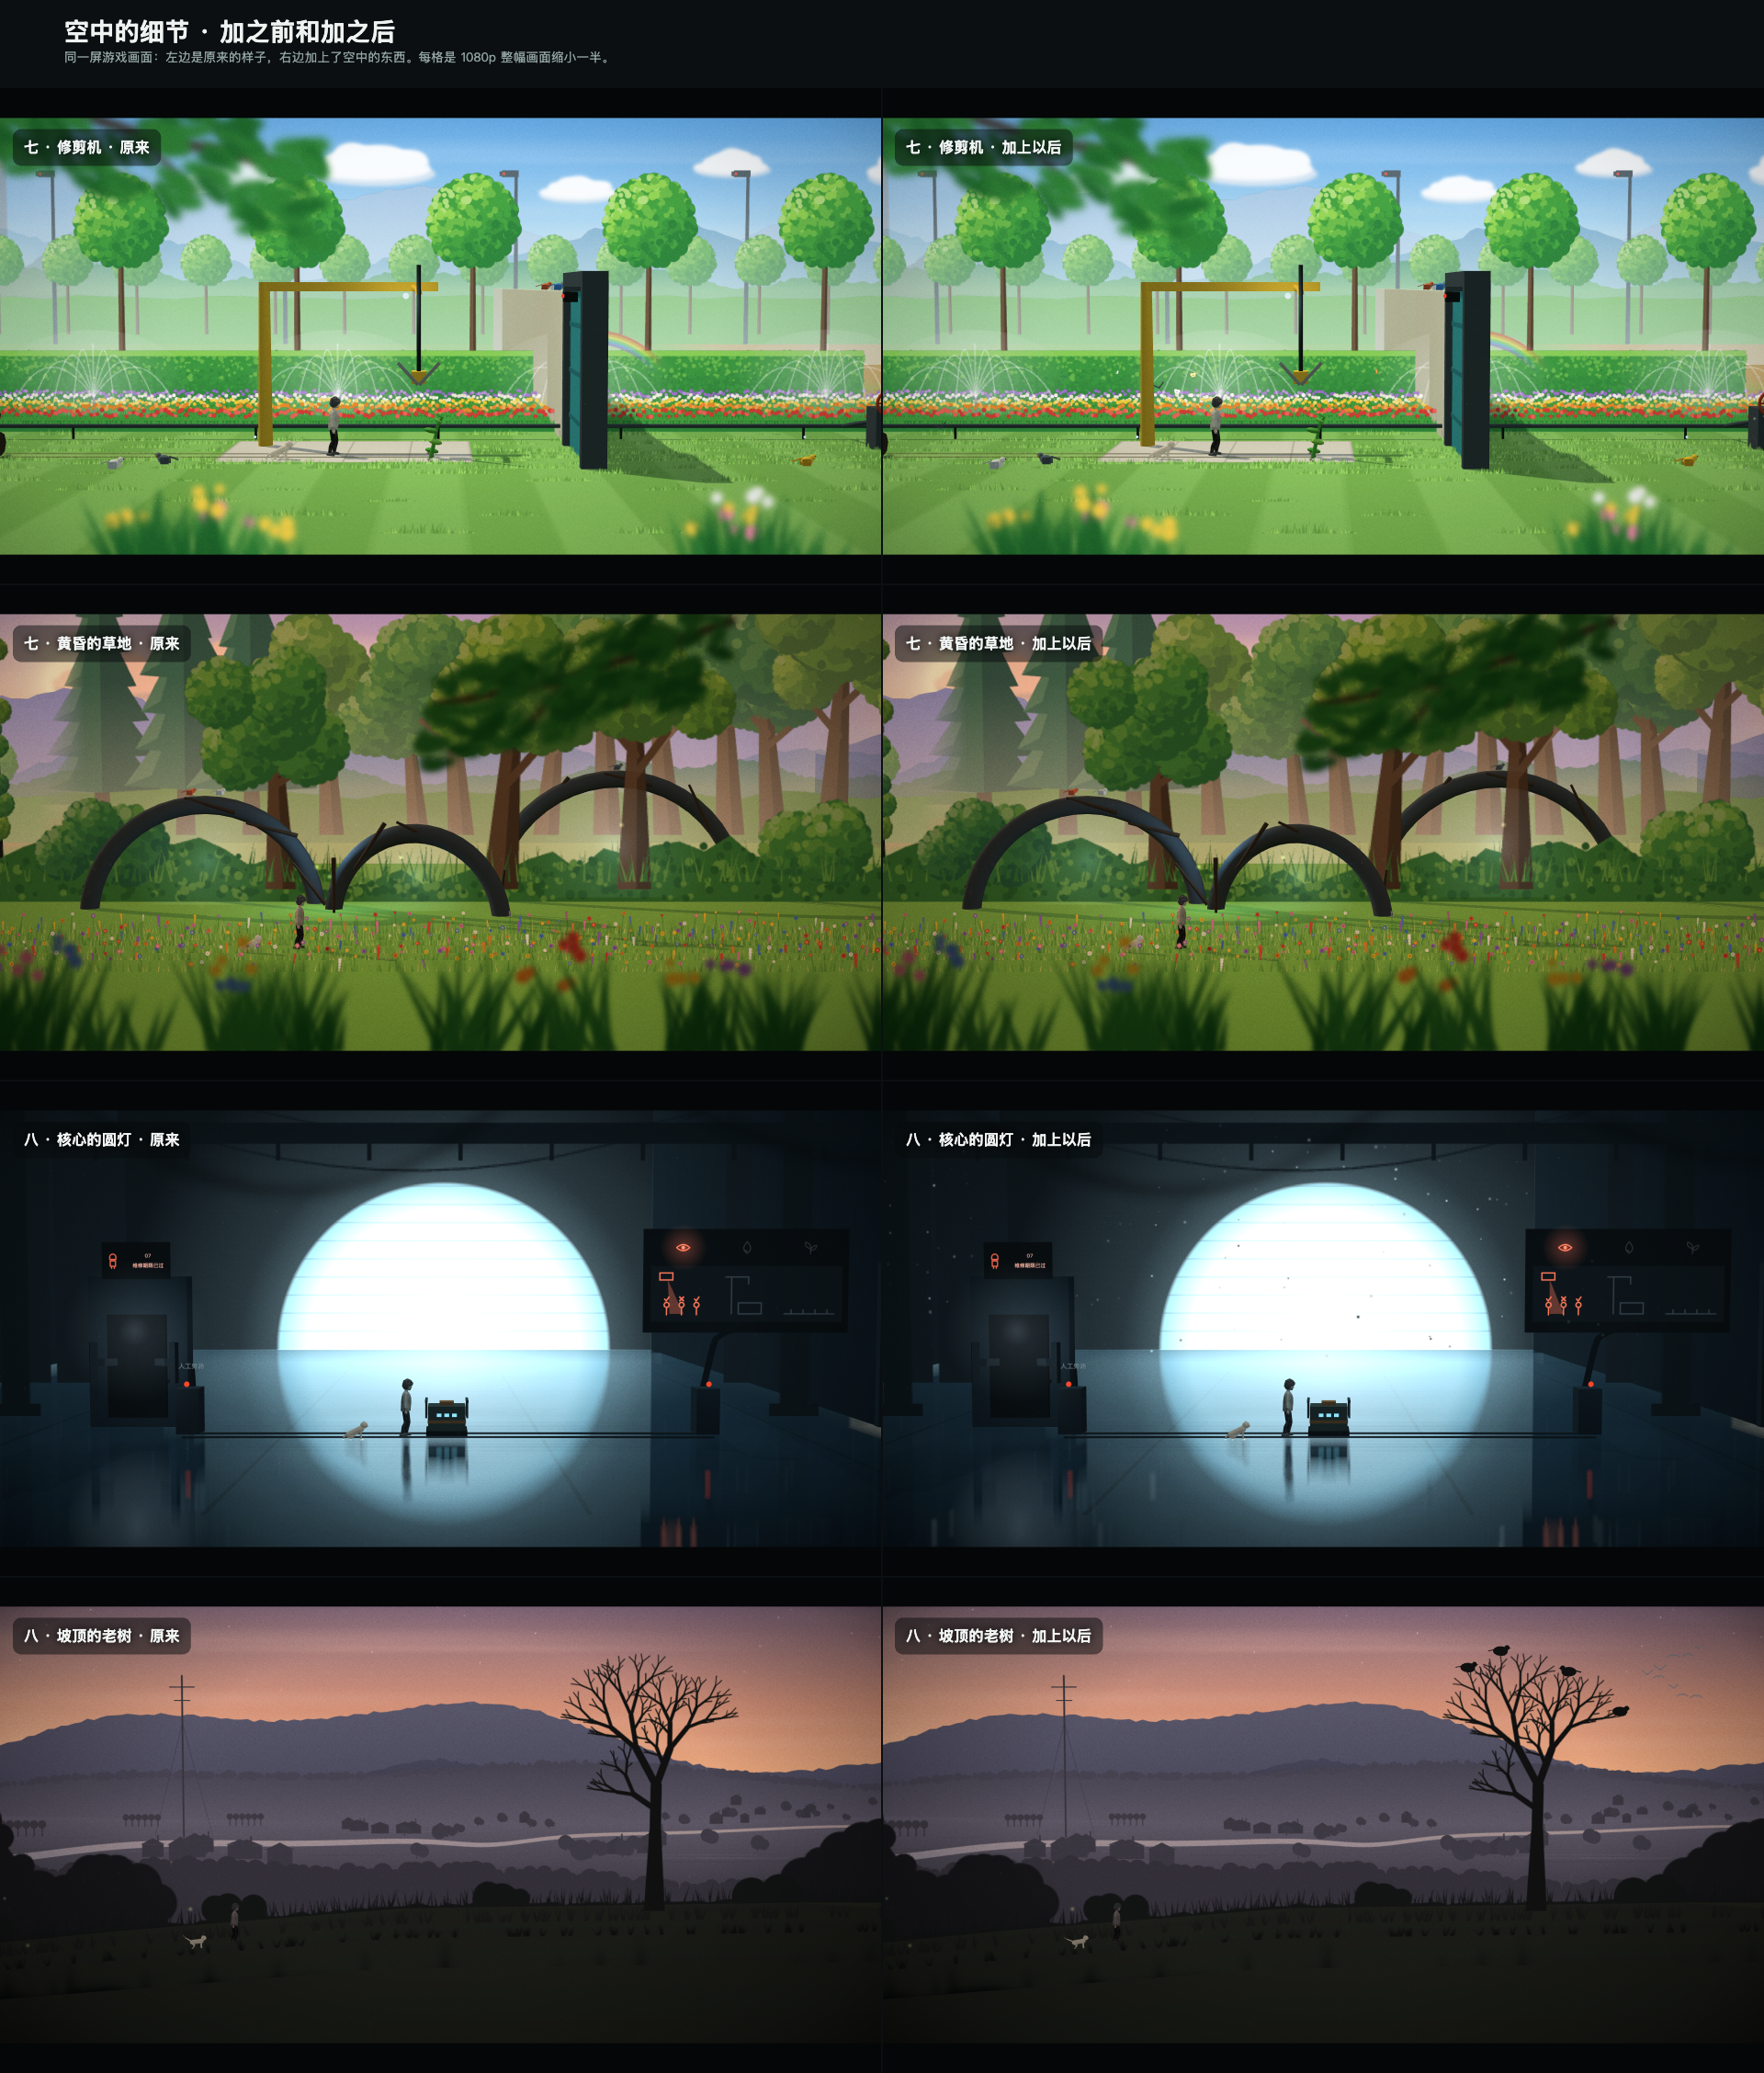 空中的细节 · 加之前和加之后
同一屏游戏画面：左边是原来的样子，右边加上了空中的东西。每格是 1080p 整幅画面缩小一半。
七 · 修剪机 · 原来
七 · 修剪机 · 加上以后
七 · 黄昏的草地 · 原来
七 · 黄昏的草地 · 加上以后
八 · 核心的圆灯 · 原来
八 · 核心的圆灯 · 加上以后
07
07
八 · 坡顶的老树 · 原来
八 · 坡顶的老树 · 加上以后